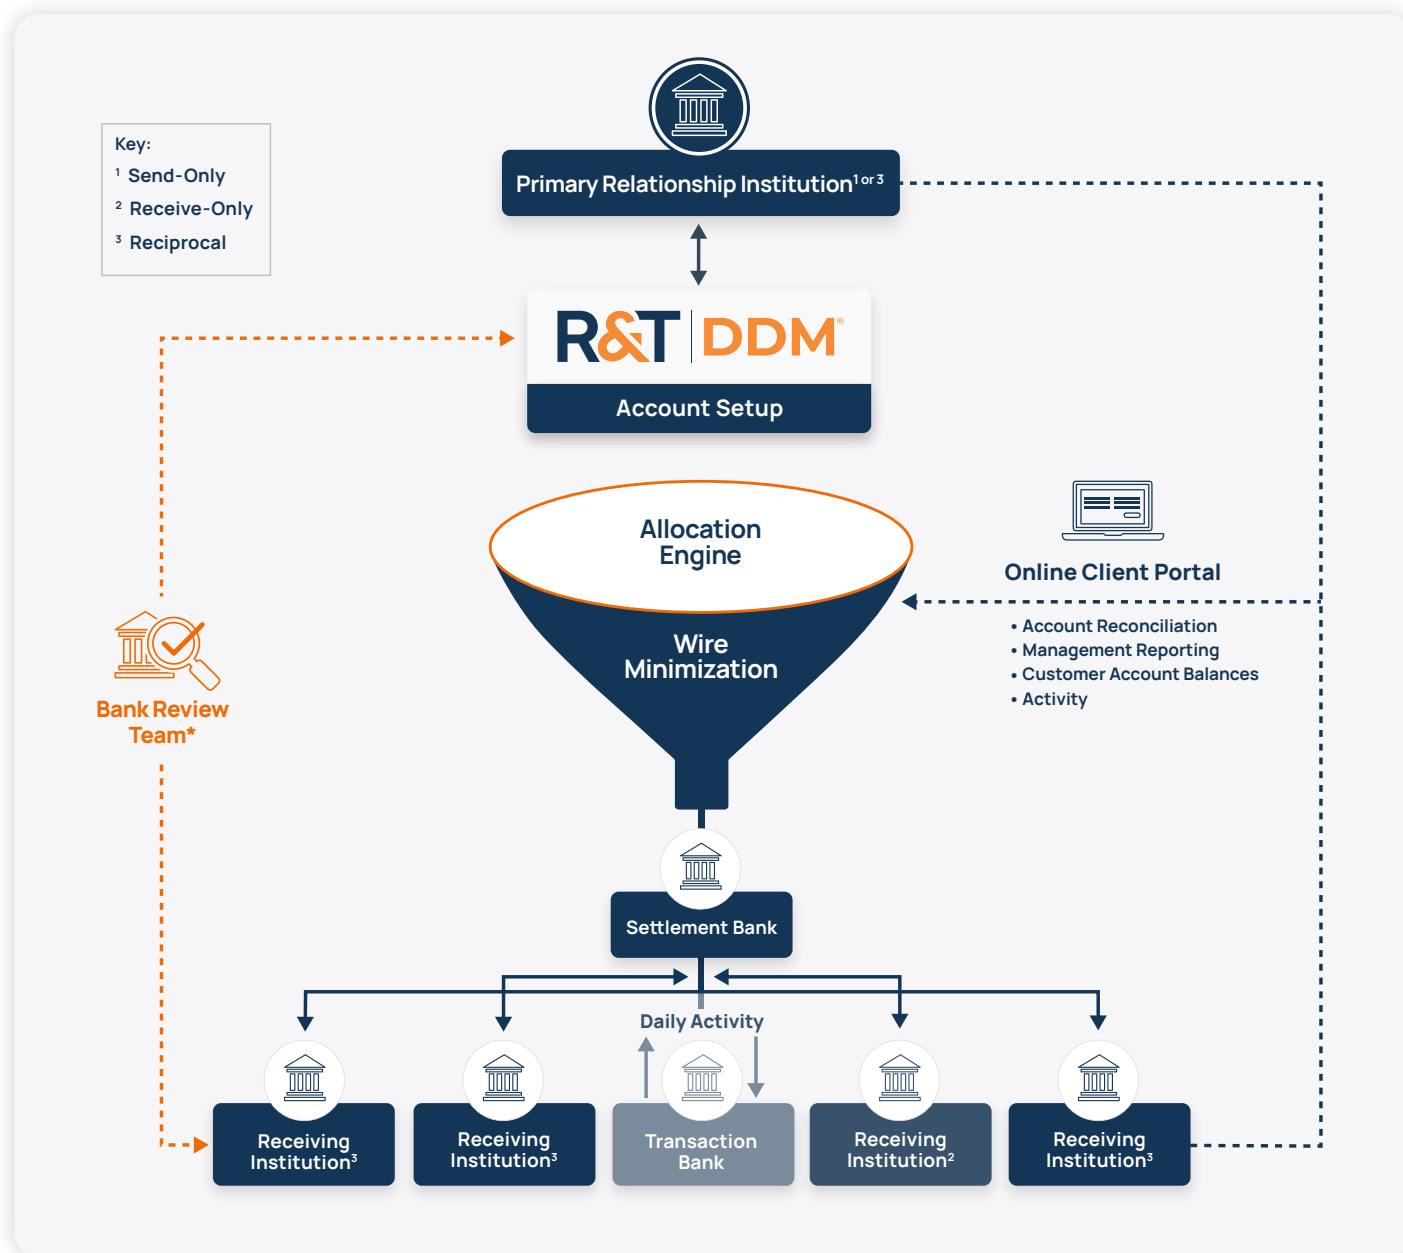 Key:
¹ Send-Only
² Receive-Only
³ Reciprocal
Primary Relationship Institution¹ ᵒʳ ³
R&T | DDM®
Account Setup
Allocation
Engine
Wire
Minimization
Online Client Portal
• Account Reconciliation
• Management Reporting
• Customer Account Balances
• Activity
Bank Review
Team*
Settlement Bank
Daily Activity
Receiving
Institution³
Receiving
Institution³
Transaction
Bank
Receiving
Institution²
Receiving
Institution³